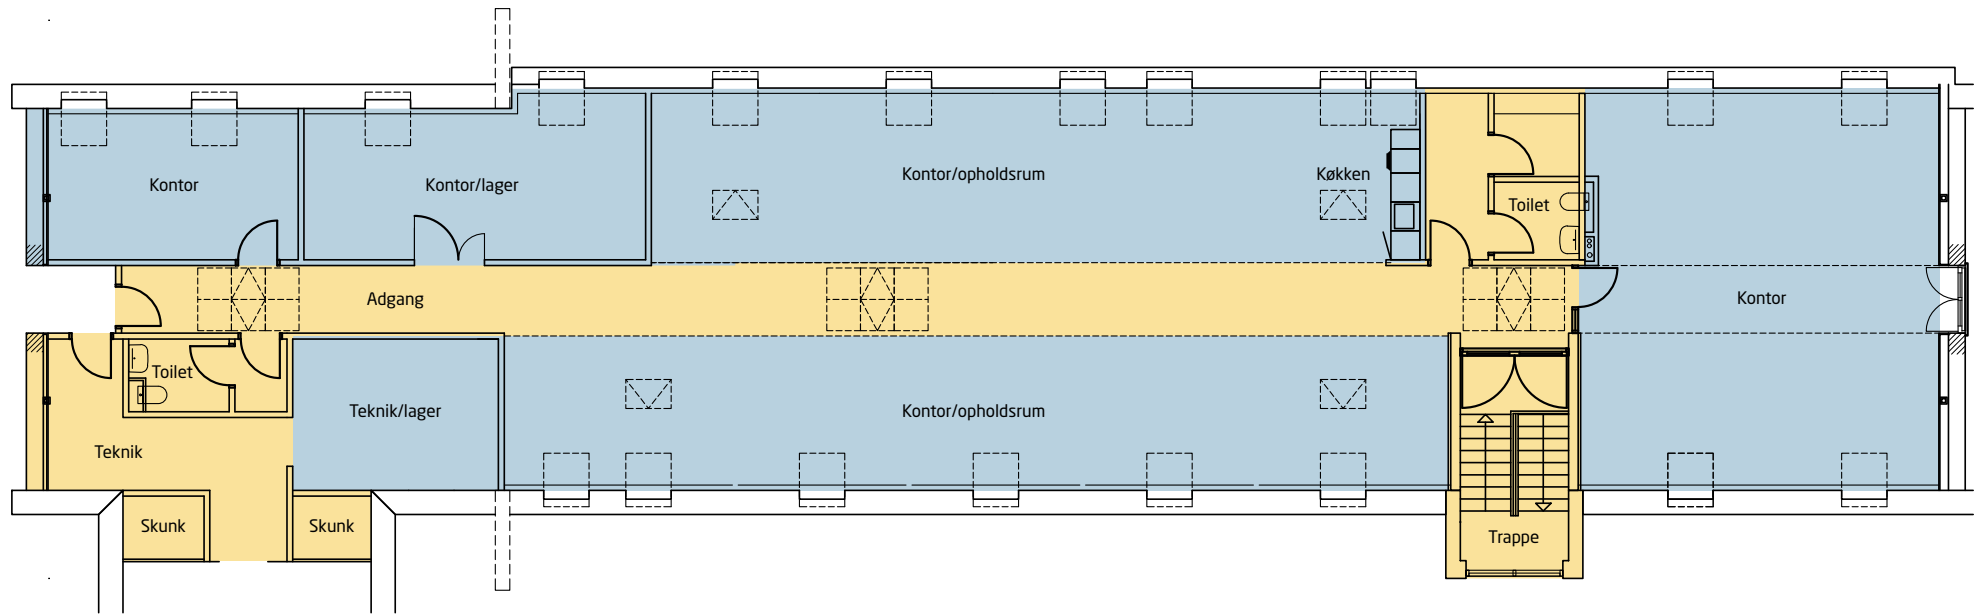 Kontor
Kontor/lager
Kontor/opholdsrum
Køkken
Toilet
Adgang
Kontor
Toilet
Teknik/lager
Kontor/opholdsrum
Teknik
Skunk
Skunk
Trappe